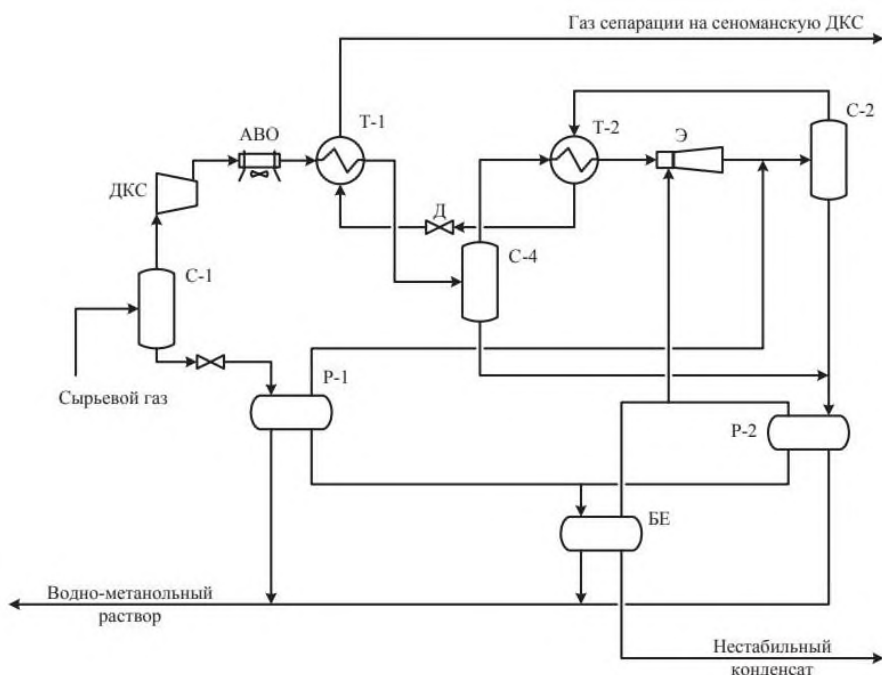 Газ сепарации на сеноманскую ДКС
С-2
Т-1
Т-2
АВО
Э
ДКС
Д
С-4
С-1
Р-1
Сырьевой газ
Р-2
БЕ
Водно-метанольный
раствор
Нестабильный
конденсат